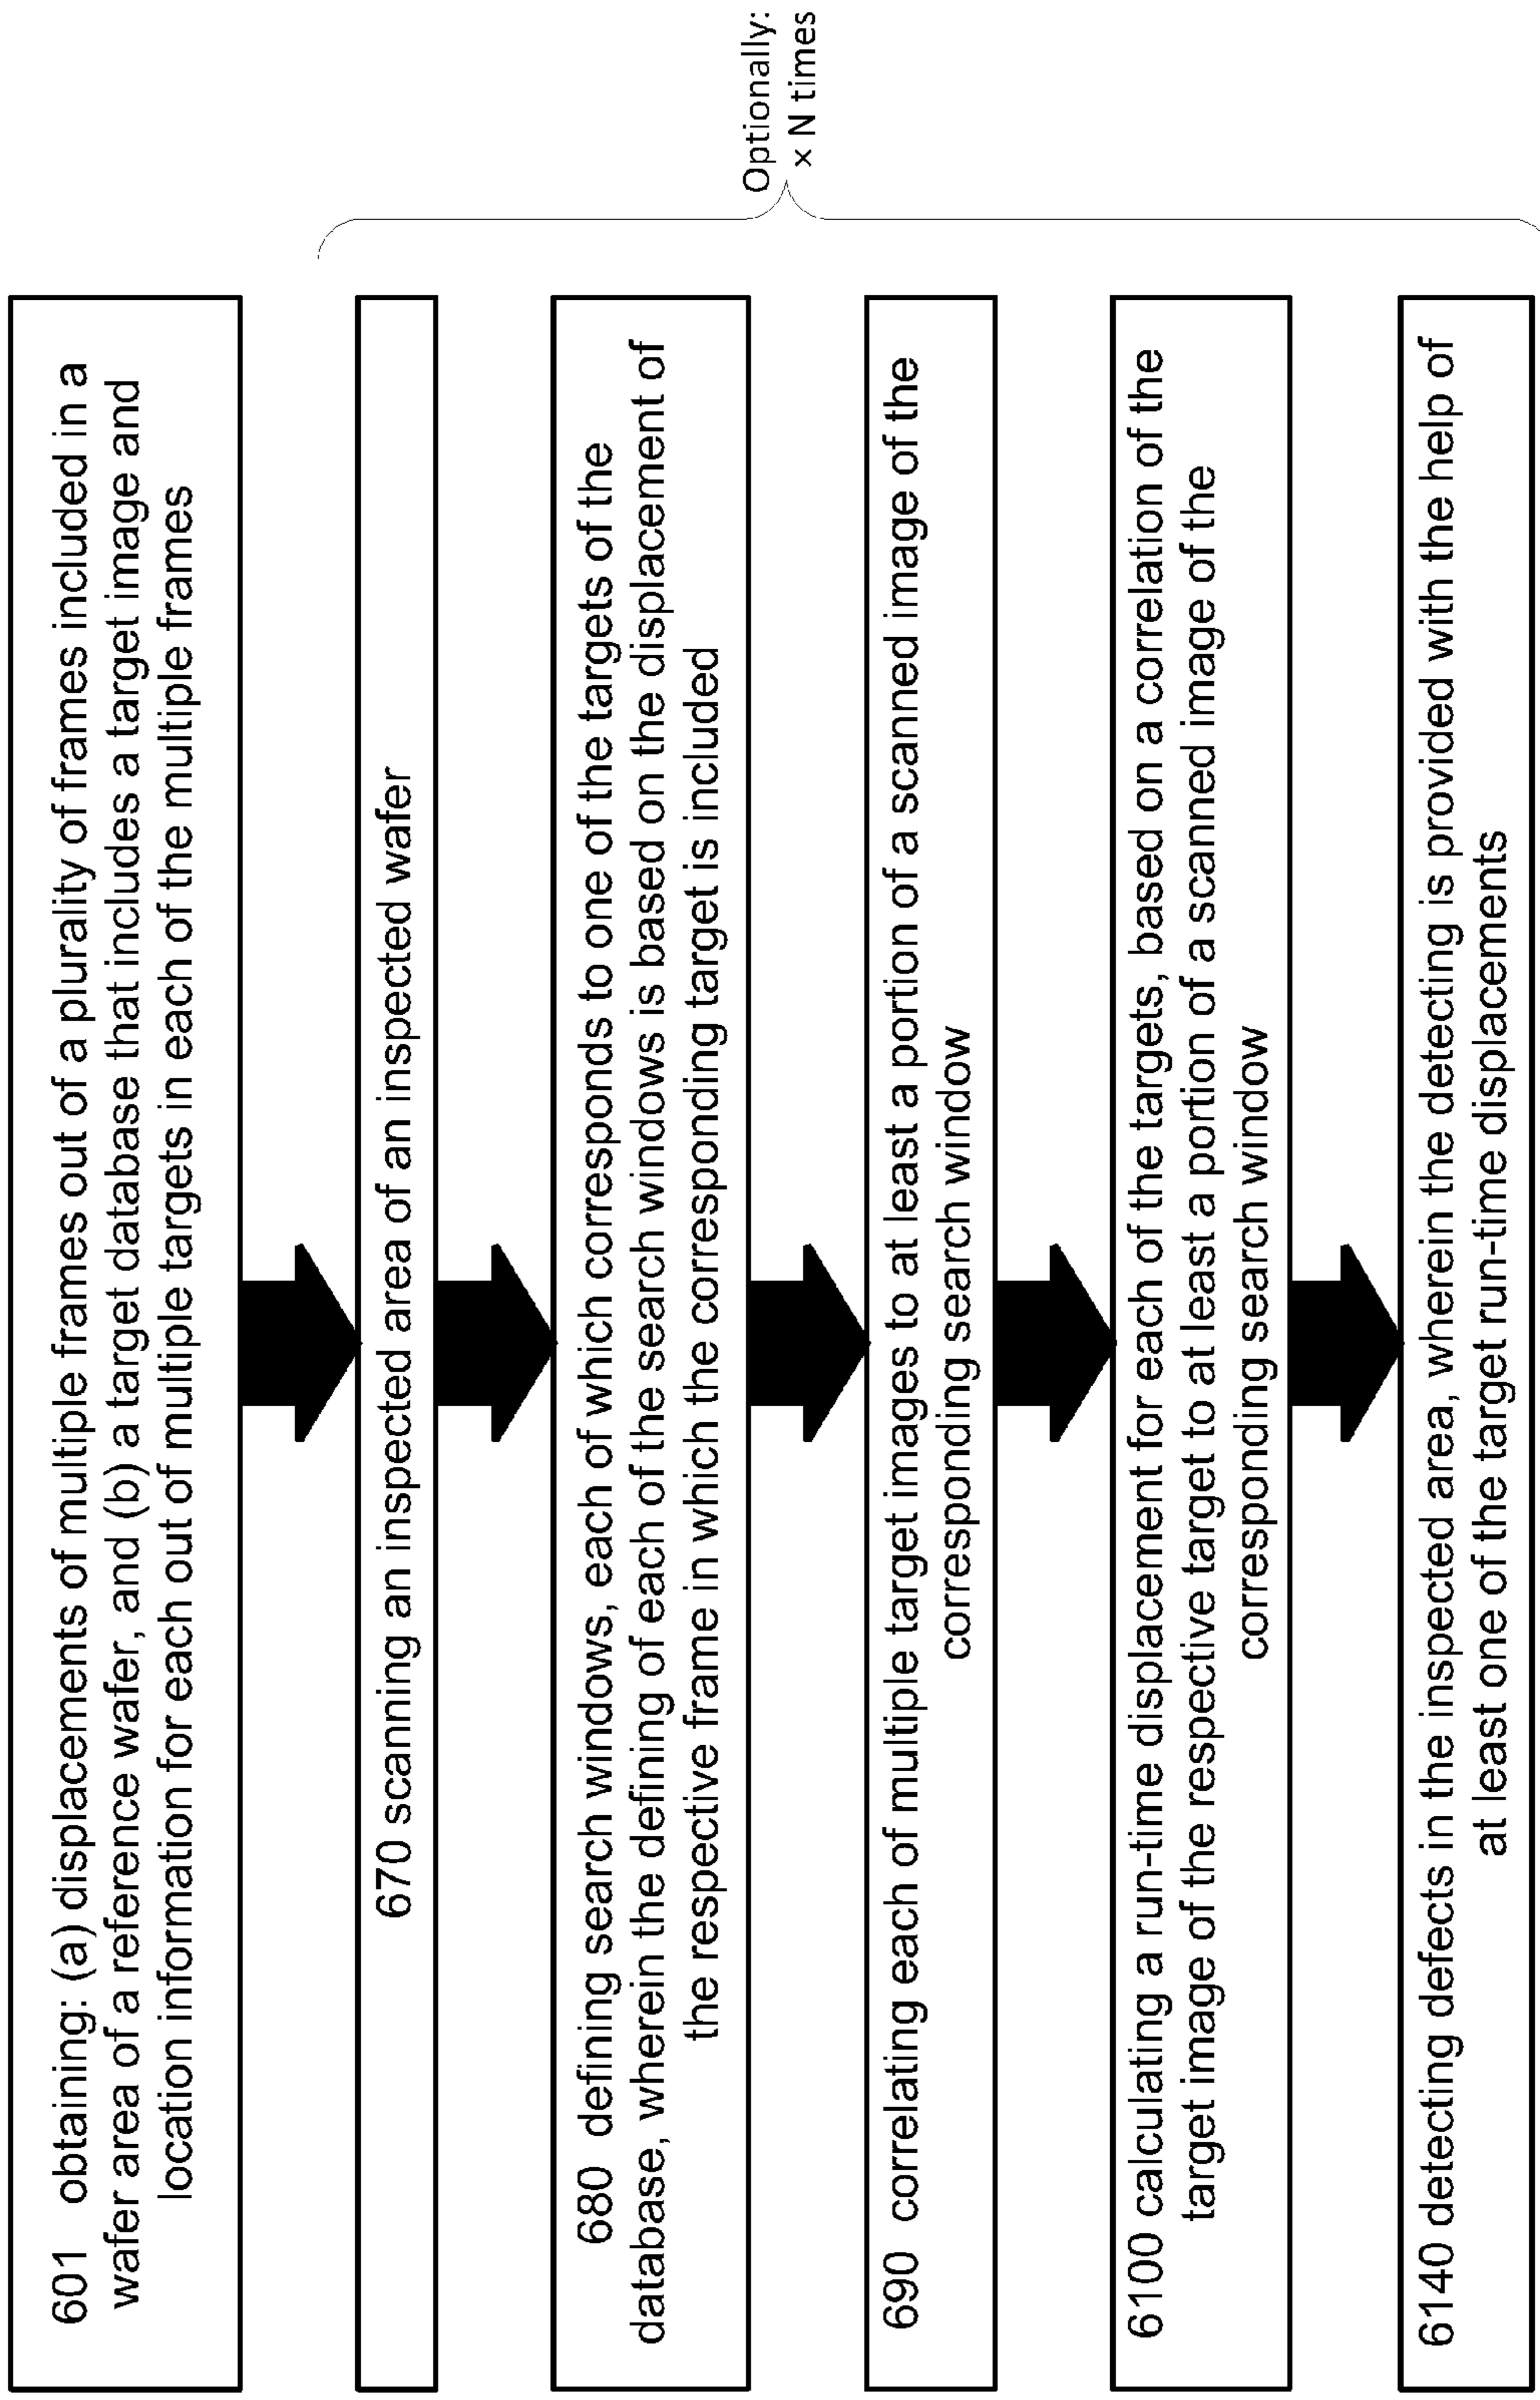 601 obtaining: (a) displacements of multiple frames out of a plurality of frames included in a
wafer area of a reference wafer, and (b) a target database that includes a target image and
location information for each out of multiple targets in each of the multiple frames
670 scanning an inspected area of an inspected wafer
680 defining search windows, each of which corresponds to one of the targets of the
database, wherein the defining of each of the search windows is based on the displacement of
the respective frame in which the corresponding target is included
690 correlating each of multiple target images to at least a portion of a scanned image of the
corresponding search window
6100 calculating a run-time displacement for each of the targets, based on a correlation of the
target image of the respective target to at least a portion of a scanned image of the
corresponding search window
6140 detecting defects in the inspected area, wherein the detecting is provided with the help of
at least one of the target run-time displacements
Optionally:
× N times